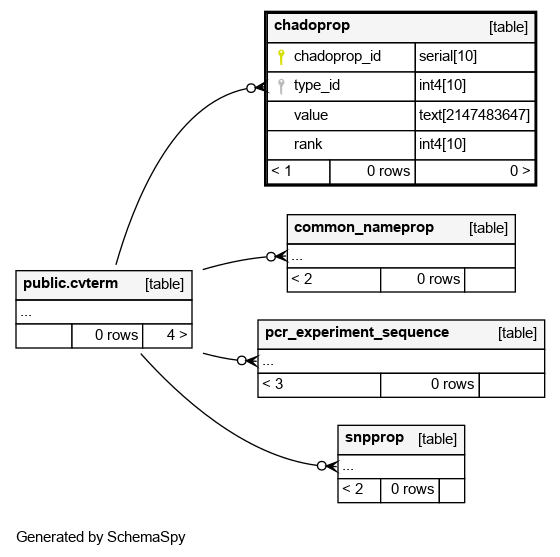 chadoprop [table]
chadoprop_id serial[10]
type_id int4[10]
value text[2147483647]
rank int4[10]
< 1 0 rows 0 >
common_nameprop [table]
...
< 2 0 rows
public.cvterm [table]
...
0 rows 4 >
pcr_experiment_sequence [table]
...
< 3 0 rows
snpprop [table]
...
< 2 0 rows
Generated by SchemaSpy